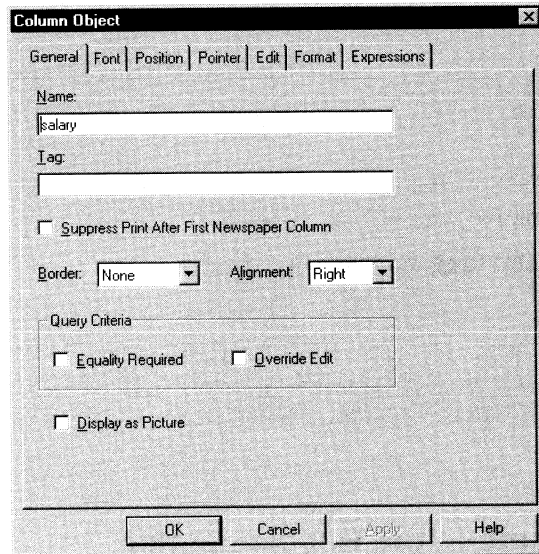 Column Object
General Font Position Pointer Edit Format Expressions
Name:
salary
Tag:
Suppress Print After First Newspaper Column
Border: None Alignment: Right
Query Criteria
Equality Required Override Edit
Display as Picture
OK Cancel Apply Help